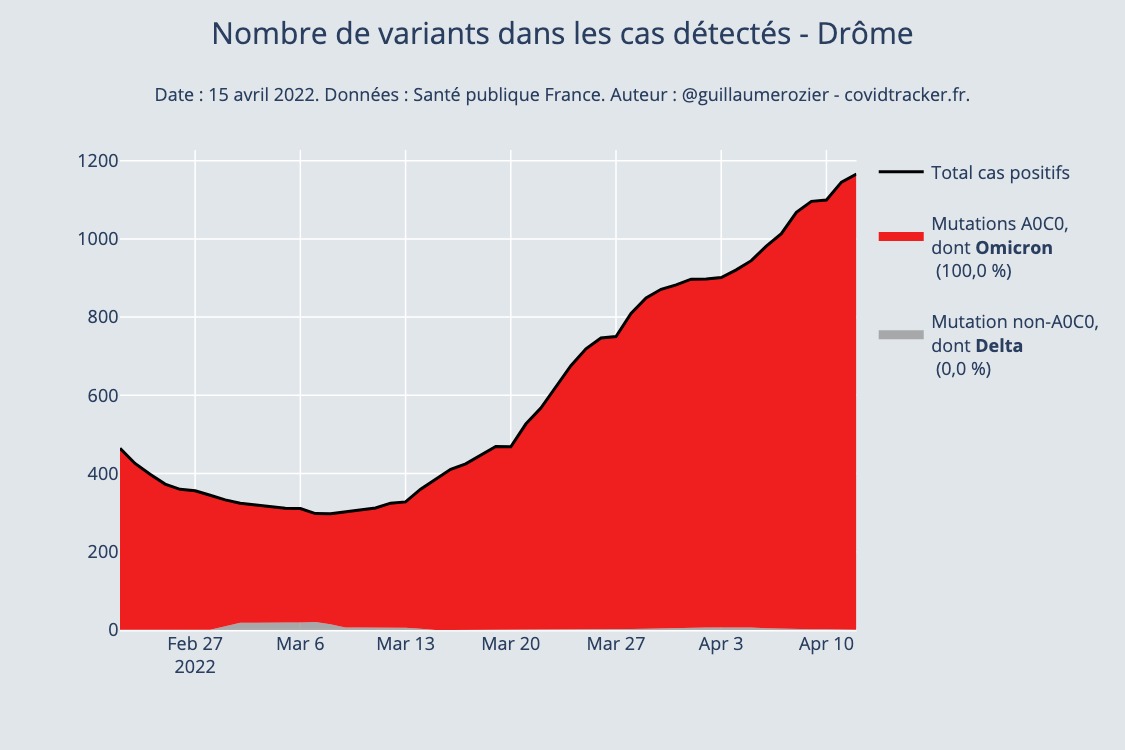 Nombre de variants dans les cas détectés - Drôme
Date : 15 avril 2022. Données : Santé publique France. Auteur : @guillaumerozier - covidtracker.fr.
1200
1000
800
600
400
200
0
Feb 27
2022
Mar 6
Mar 13
Mar 20
Mar 27
Apr 3
Apr 10
Total cas positifs
Mutations A0C0,
dont Omicron
(100,0 %)
Mutation non-A0C0,
dont Delta
(0,0 %)